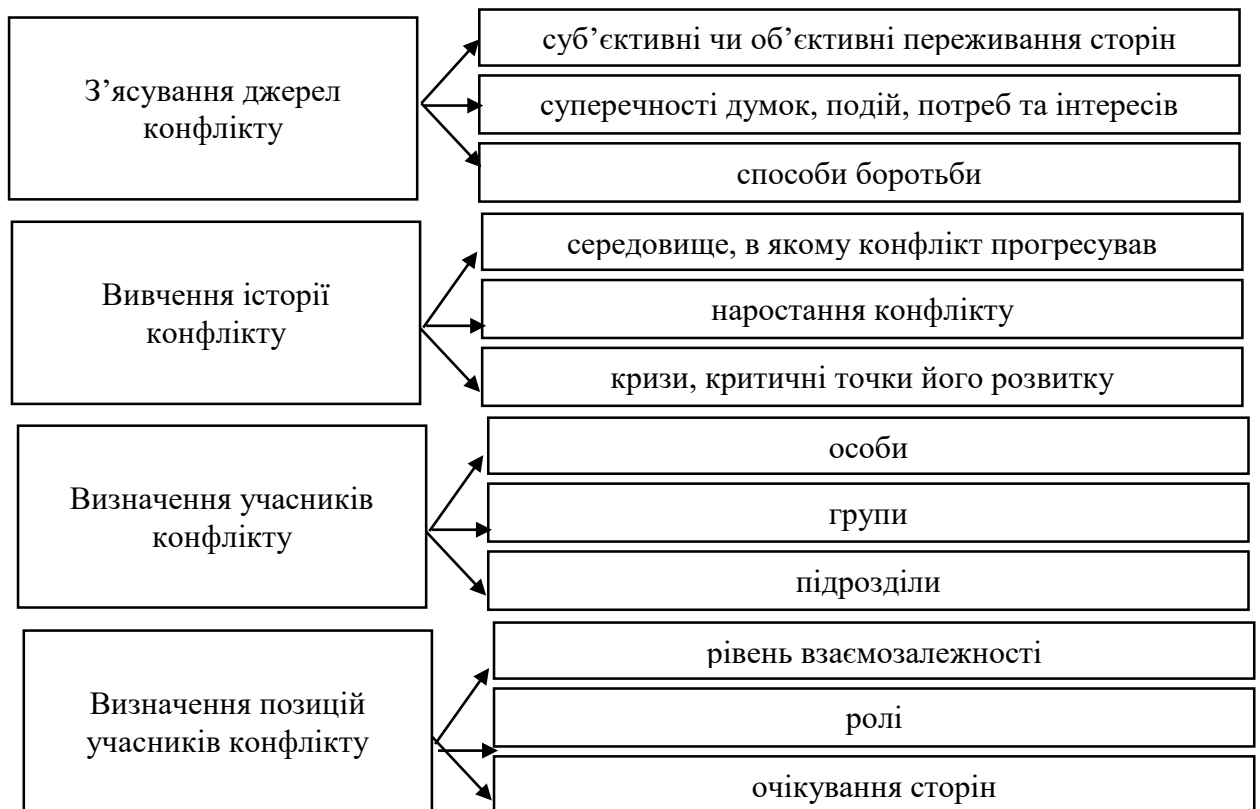 З’ясування джерел
конфлікту
суб’єктивні чи об’єктивні переживання сторін
суперечності думок, подій, потреб та інтересів
способи боротьби
Вивчення історії
конфлікту
середовище, в якому конфлікт прогресував
наростання конфлікту
кризи, критичні точки його розвитку
Визначення учасників
конфлікту
особи
групи
підрозділи
Визначення позицій
учасників конфлікту
рівень взаємозалежності
ролі
очікування сторін